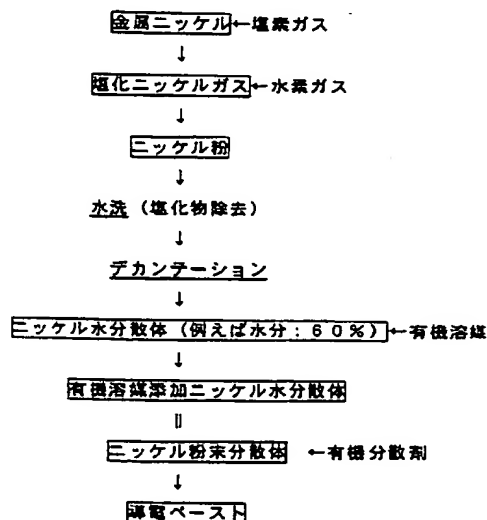 金属ニッケル←塩素ガス
↓
塩化ニッケルガス←水素ガス
↓
ニッケル粉
↓
水洗（塩化物除去）
↓
デカンテーション
↓
ニッケル水分散体（例えば水分：６０％）←有機溶媒
↓
有機溶媒添加ニッケル水分散体
∥
ニッケル粉末分散体 ←有機分散剤
↓
導電ペースト